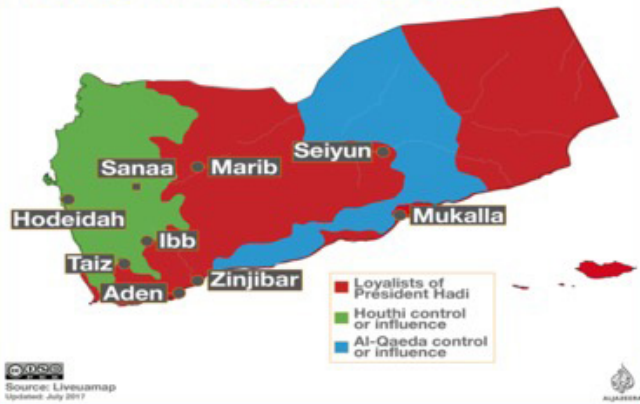 Seiyun
Sanaa
Marib
Hodeidah
Mukalla
Ibb
Taiz
Zinjibar
Aden
Loyalists of
President Hadi
Houthi control
or influence
Al-Qaeda control
or influence
Source: Liveuamap
Updated: July 2017
ALJAZEERA